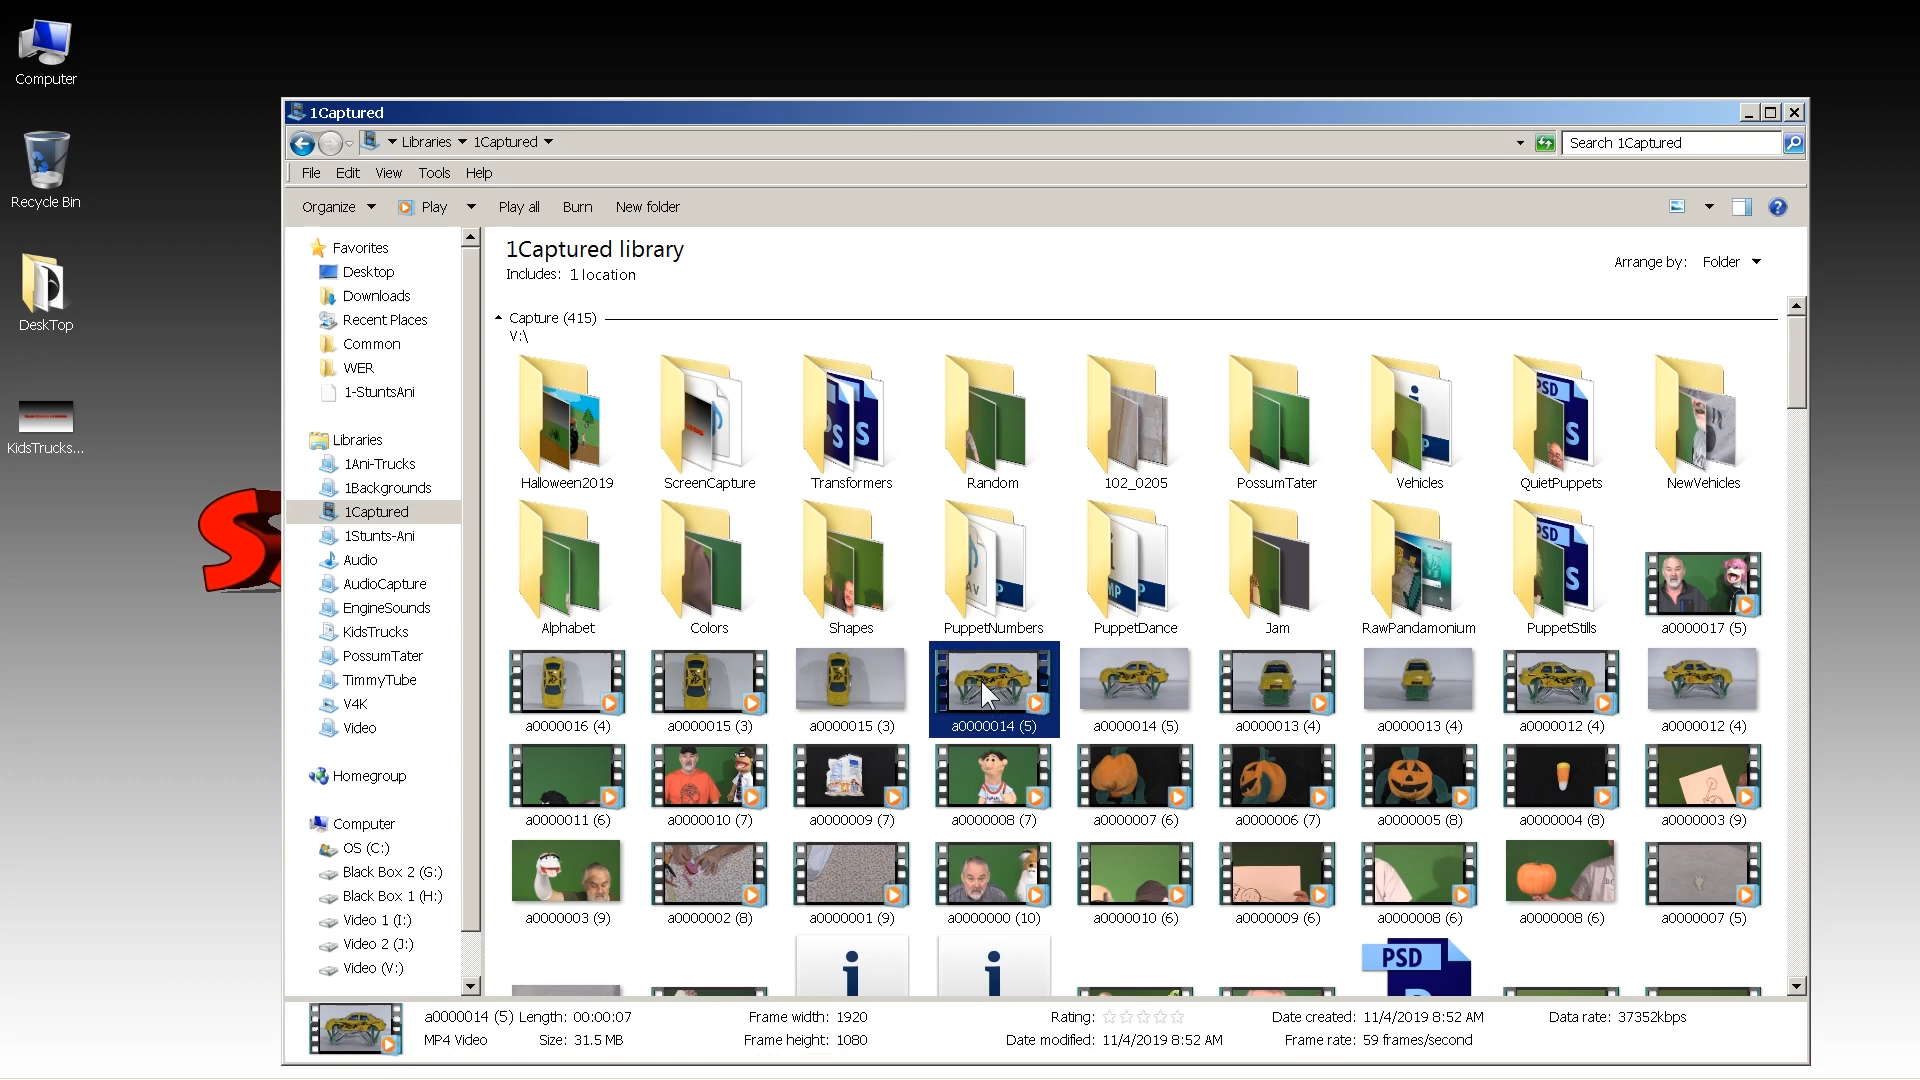 Computer
Recycle Bin
DeskTop
KidsTrucks...
1Captured
Libraries 1Captured
Search 1Captured
File Edit View Tools Help
Organize Play Play all Burn New folder
Favorites
Desktop
Downloads
Recent Places
Common
WER
1-StuntsAni
Libraries
1Ani-Trucks
1Backgrounds
1Captured
1Stunts-Ani
Audio
AudioCapture
EngineSounds
KidsTrucks
PossumTater
TimmyTube
V4K
Video
Homegroup
Computer
OS (C:)
Black Box 2 (G:)
Black Box 1 (H:)
Video 1 (I:)
Video 2 (J:)
Video (V:)
1Captured library
Includes: 1 location
Arrange by: Folder
Capture (415)
V:\
Halloween2019 ScreenCapture Transformers Random 102_0205 PossumTater Vehicles QuietPuppets NewVehicles
Alphabet Colors Shapes PuppetNumbers PuppetDance Jam RawPandamonium PuppetStills a0000017 (5)
a0000016 (4) a0000015 (3) a0000015 (3) a0000014 (5) a0000014 (5) a0000013 (4) a0000013 (4) a0000012 (4) a0000012 (4)
a0000011 (6) a0000010 (7) a0000009 (7) a0000008 (7) a0000007 (6) a0000006 (7) a0000005 (8) a0000004 (8) a0000003 (9)
a0000003 (9) a0000002 (8) a0000001 (9) a0000000 (10) a0000010 (6) a0000009 (6) a0000008 (6) a0000008 (6) a0000007 (5)
PSD
a0000014 (5) Length: 00:00:07 Frame width: 1920 Rating: Date created: 11/4/2019 8:52 AM Data rate: 37352kbps
MP4 Video Size: 31.5 MB Frame height: 1080 Date modified: 11/4/2019 8:52 AM Frame rate: 59 frames/second